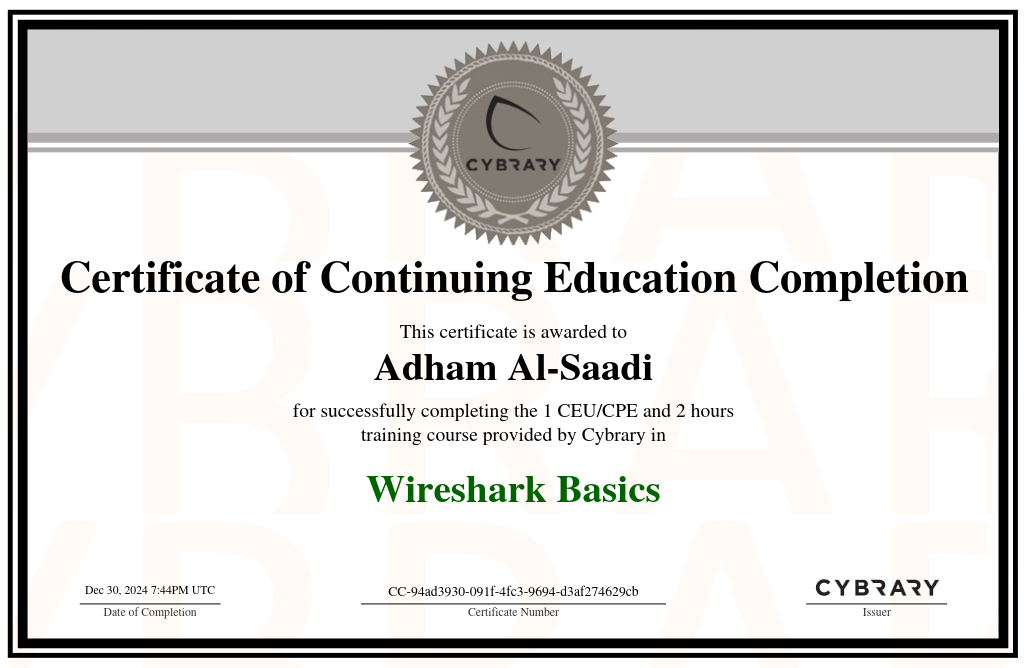 CYBRARY
Certificate of Continuing Education Completion
This certificate is awarded to
Adham Al-Saadi
for successfully completing the 1 CEU/CPE and 2 hours
training course provided by Cybrary in
Wireshark Basics
Dec 30, 2024 7:44PM UTC
Date of Completion
CC-94ad3930-091f-4fc3-9694-d3af274629cb
Certificate Number
CYBRARY
Issuer